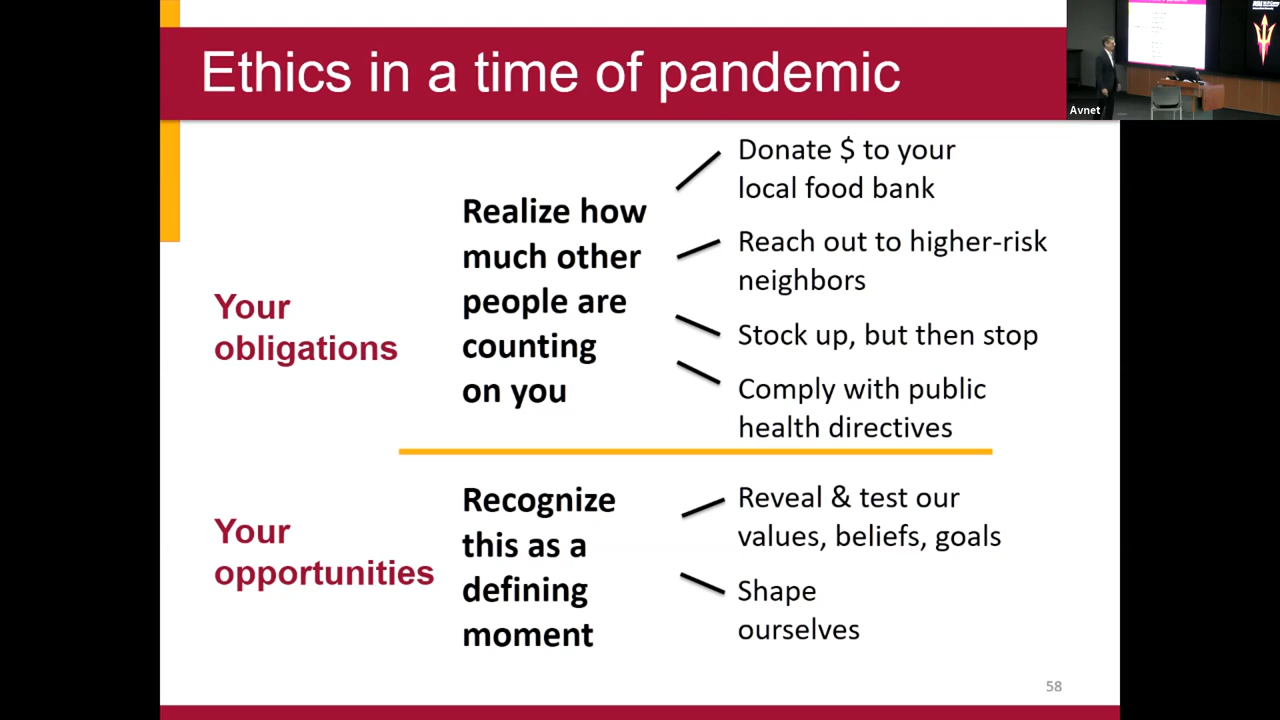 Ethics in a time of pandemic
Avnet
Your
obligations
Realize how
much other
people are
counting
on you
Donate $ to your
local food bank
Reach out to higher-risk
neighbors
Stock up, but then stop
Comply with public
health directives
Your
opportunities
Recognize
this as a
defining
moment
Reveal & test our
values, beliefs, goals
Shape
ourselves
58